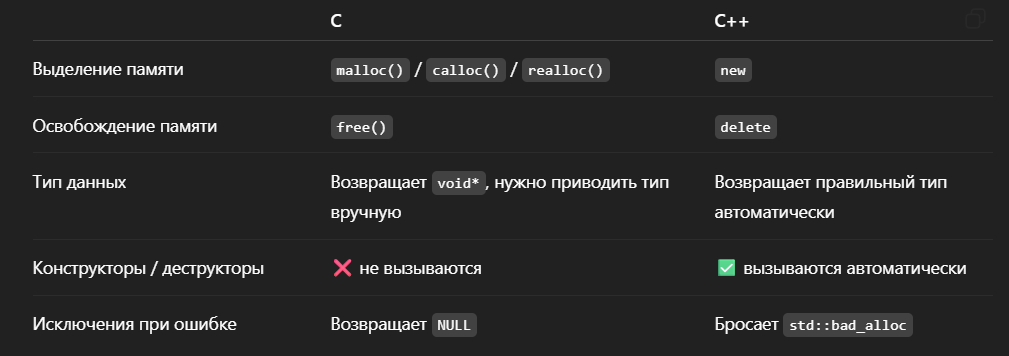 C C++
Выделение памяти malloc() / calloc() / realloc() new
Освобождение памяти free() delete
Тип данных Возвращает void*, нужно приводить тип Возвращает правильный тип
вручную автоматически
Конструкторы / деструкторы ❌ не вызываются ✅ вызываются автоматически
Исключения при ошибке Возвращает NULL Бросает std::bad_alloc